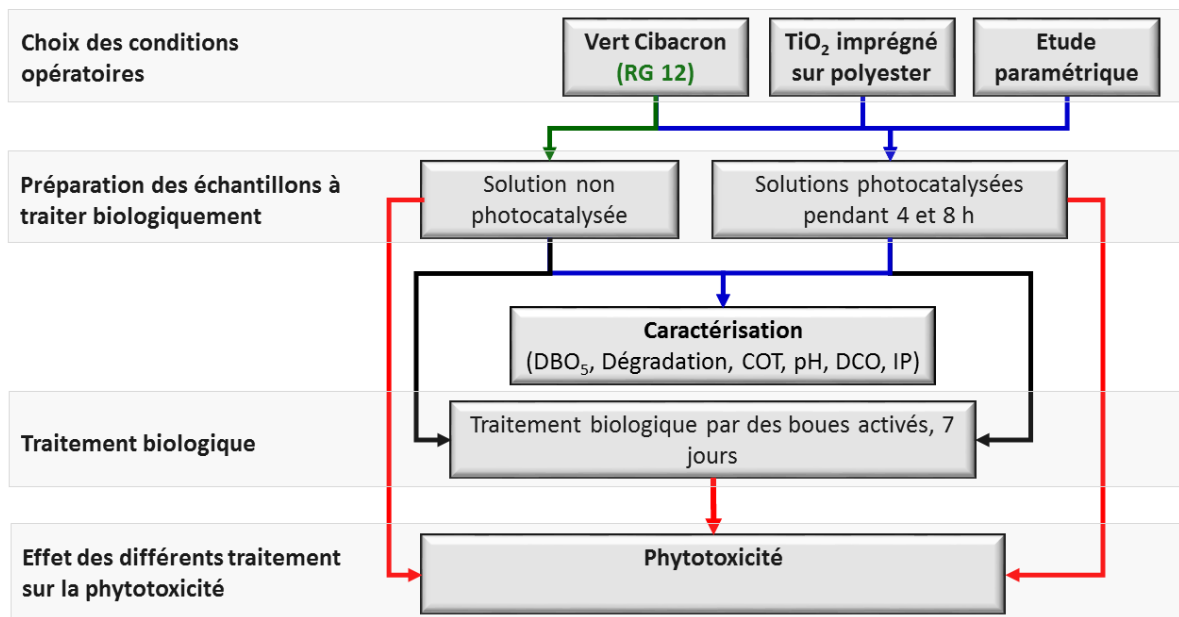 Choix des conditions
opératoires
Vert Cibacron
(RG 12)
TiO₂ imprégné
sur polyester
Etude
paramétrique
Préparation des échantillons à
traiter biologiquement
Solution non
photocatalysée
Solutions photocatalysées
pendant 4 et 8 h
Caractérisation
(DBO₅, Dégradation, COT, pH, DCO, IP)
Traitement biologique
Traitement biologique par des boues activés, 7
jours
Effet des différents traitement
sur la phytotoxicité
Phytotoxicité